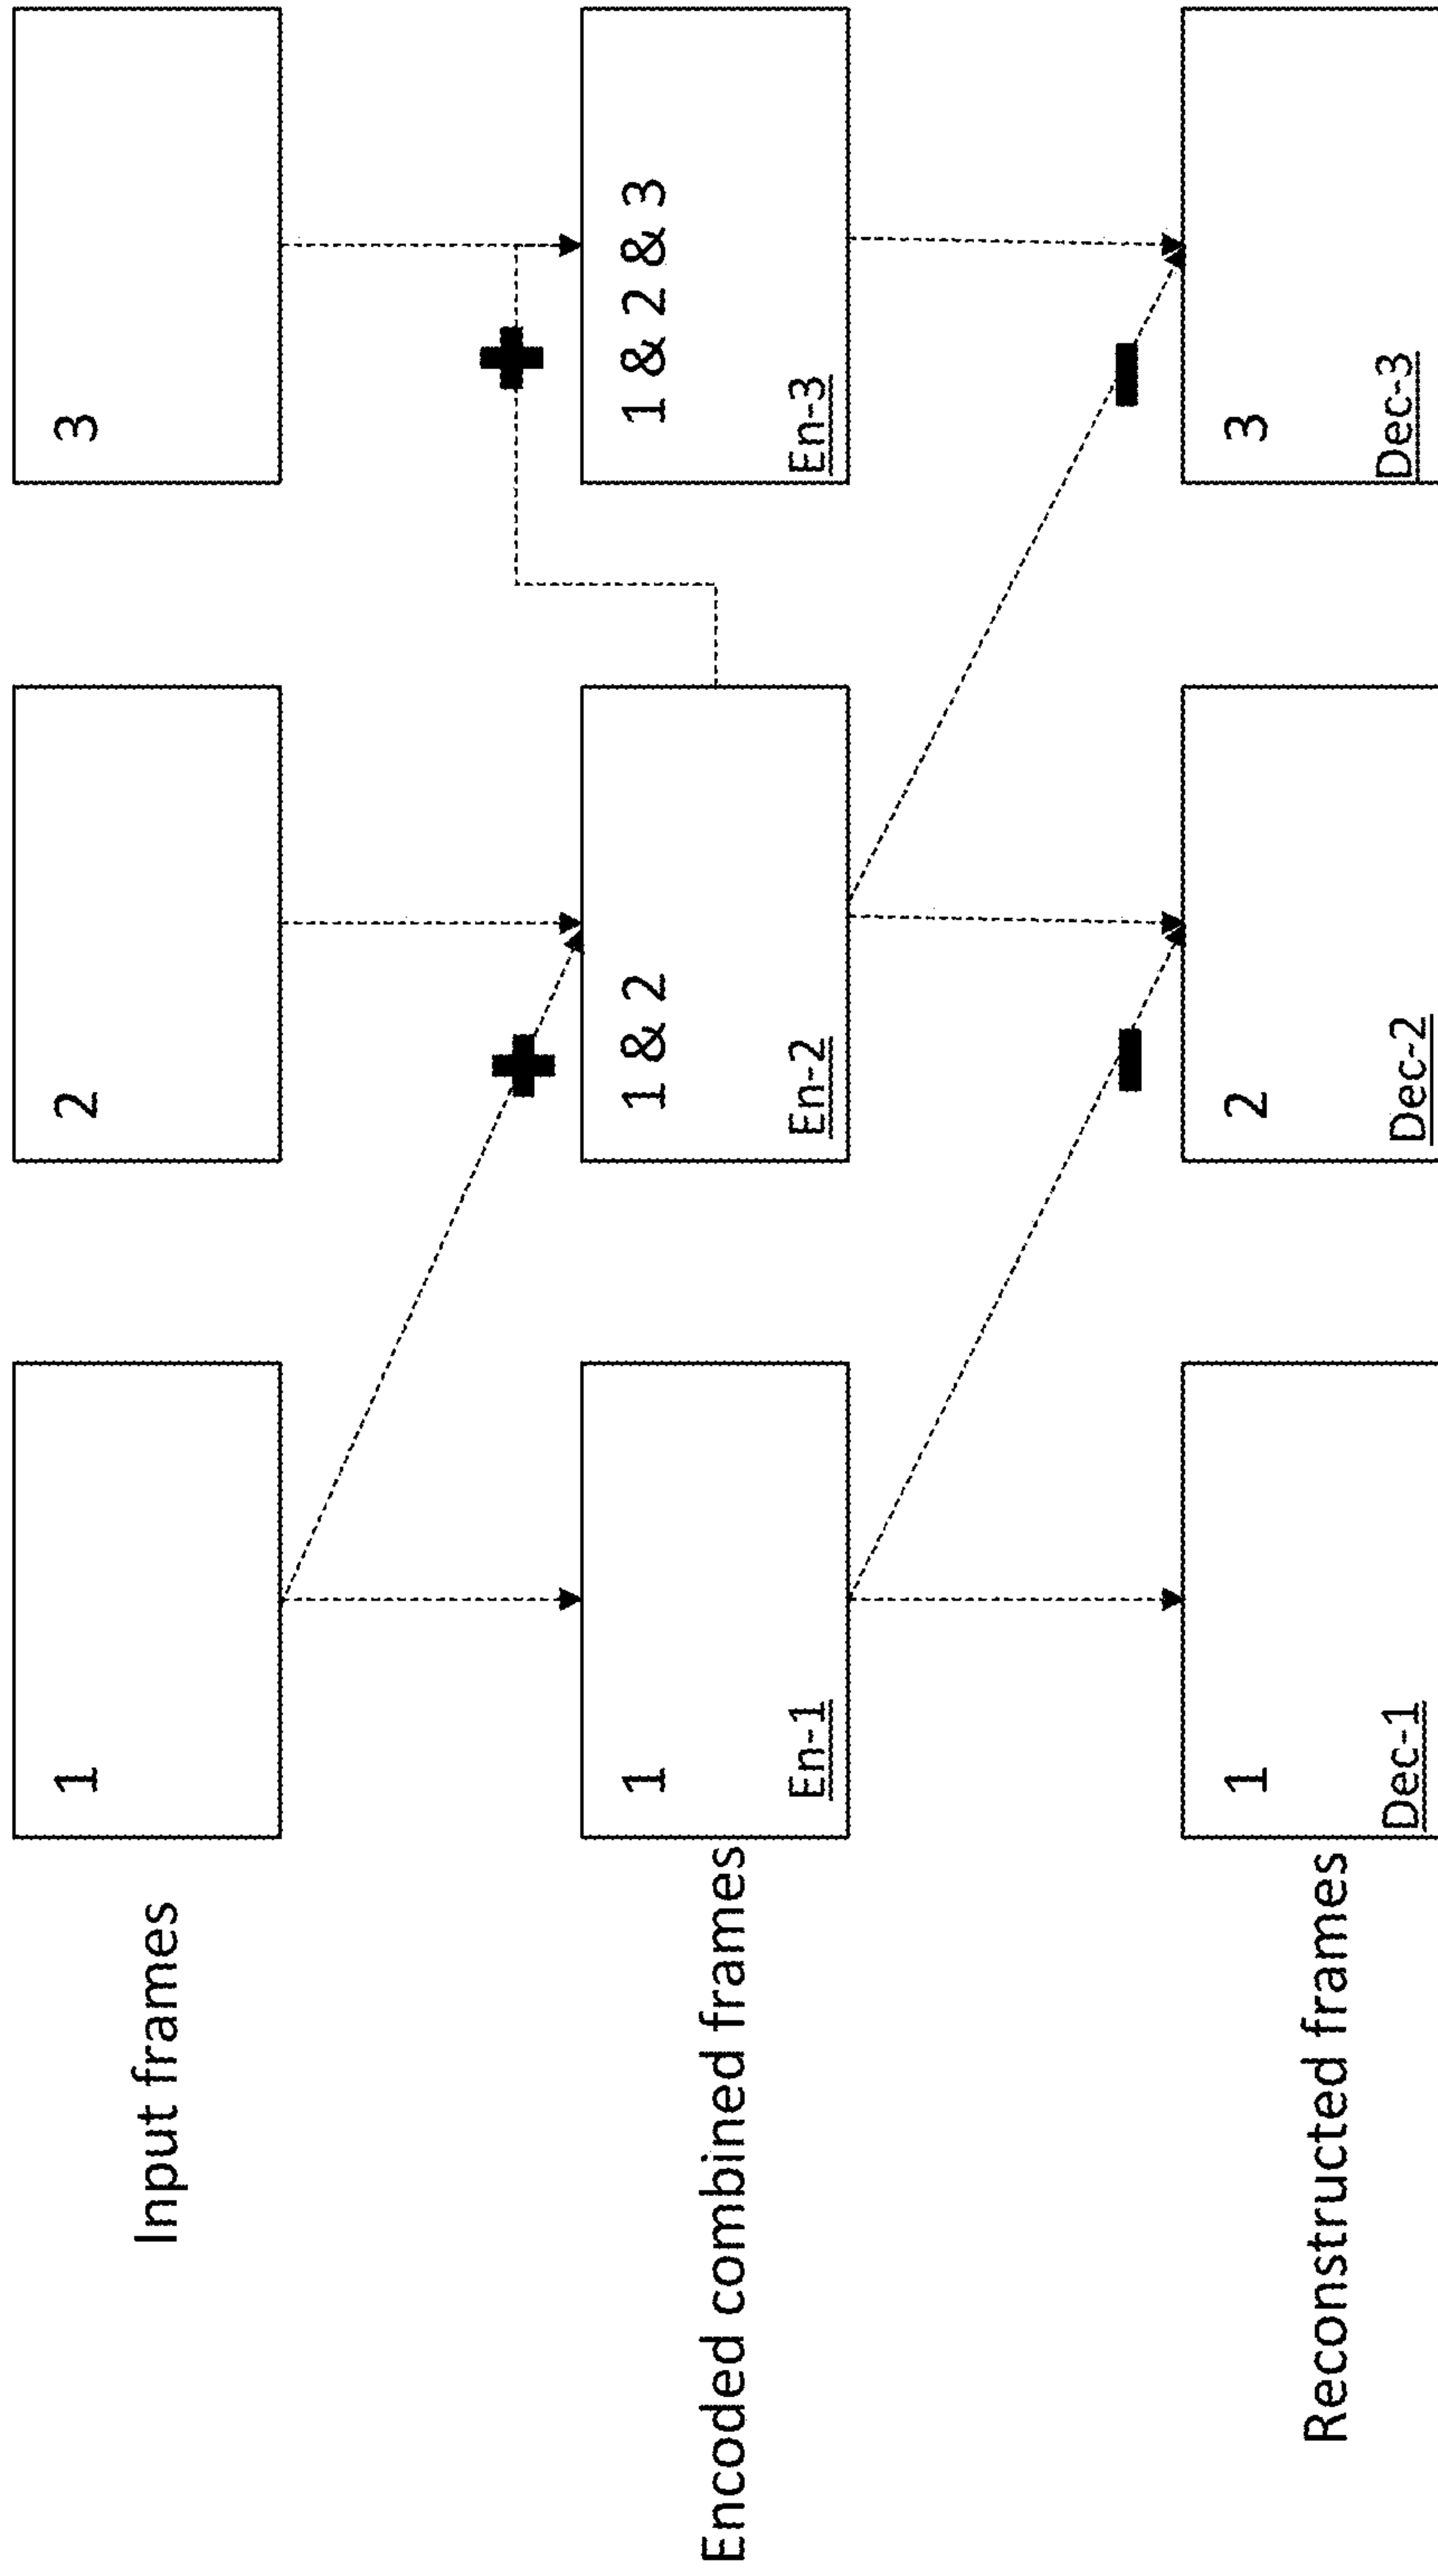 Input frames
1
2
3
Encoded combined frames
1
En-1
1 & 2
En-2
1 & 2 & 3
En-3
Reconstructed frames
1
Dec-1
2
Dec-2
3
Dec-3